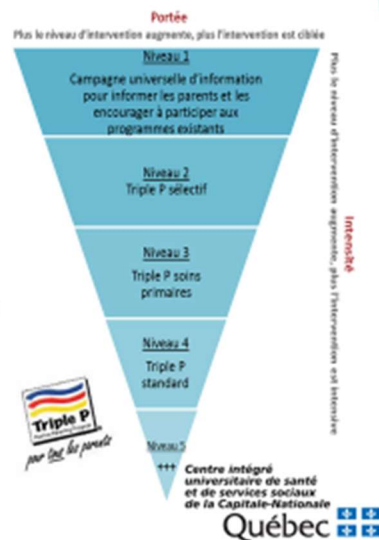 Portée
Plus le niveau d'intervention augmente, plus l'intervention est ciblée
Niveau 1
Campagne universelle d'information
pour informer les parents et les
encourager à participer aux
programmes existants
Niveau 2
Triple P sélectif
Niveau 3
Triple P soins
primaires
Niveau 4
Triple P
standard
Niveau 5
+++
Intensité
Plus le niveau d'intervention augmente, plus l'intervention est intensive
Triple P
pour tous les parents
Centre intégré
universitaire de santé
et de services sociaux
de la Capitale-Nationale
Québec